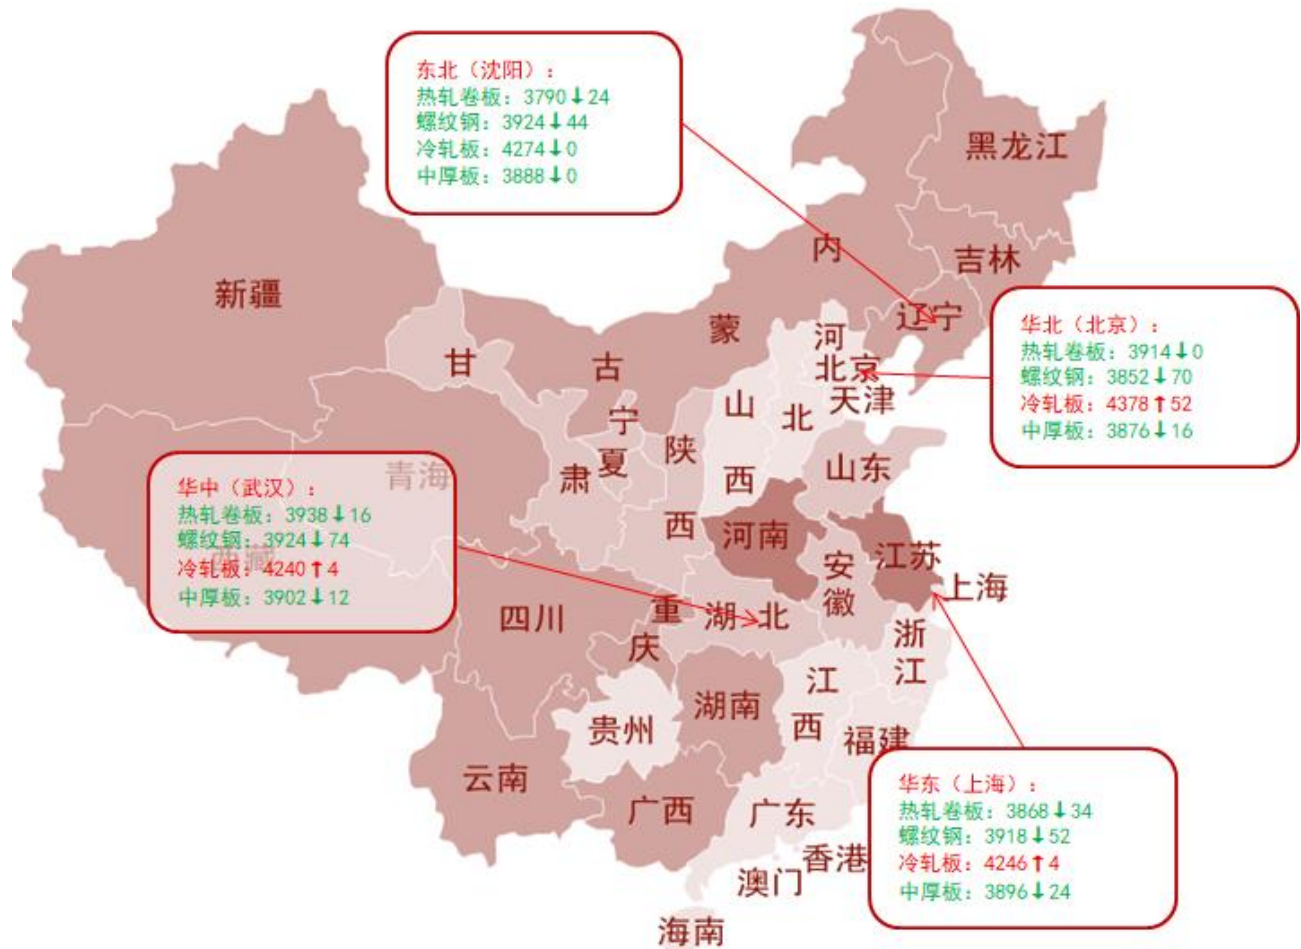 东北（沈阳）：
热轧卷板：3790↓24
螺纹钢：3924↓44
冷轧板：4274↓0
中厚板：3888↓0
黑龙江
内
蒙
古
吉林
辽宁
新疆
华北（北京）：
热轧卷板：3914↓0
螺纹钢：3852↓70
冷轧板：4378↑52
中厚板：3876↓16
甘
肃
河
北
北京
天津
山
西
宁
夏
陕
西
山东
青海
西藏
华中（武汉）：
热轧卷板：3938↓16
螺纹钢：3924↓74
冷轧板：4240↑4
中厚板：3902↓12
河南
江苏
安
徽
上海
四川
重
庆
湖北
浙
江
湖南
江
西
贵州
福建
云南
广西
广东
香港
澳门
海南
华东（上海）：
热轧卷板：3868↓34
螺纹钢：3918↓52
冷轧板：4246↑4
中厚板：3896↓24